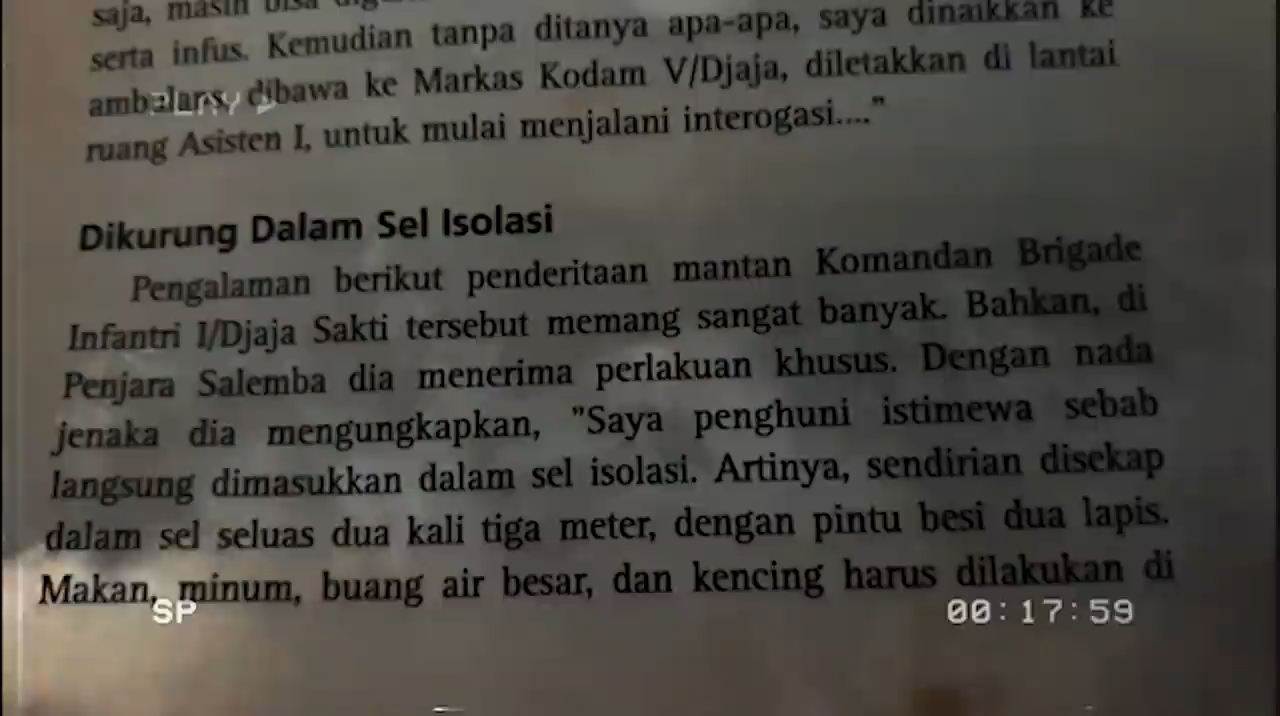 saja, masih bisa
serta infus. Kemudian tanpa ditanya apa-apa, saya dinaikkan ke
ambulans, dibawa ke Markas Kodam V/Djaja, diletakkan di lantai
PLAY
ruang Asisten I, untuk mulai menjalani interogasi...."
Dikurung Dalam Sel Isolasi
Pengalaman berikut penderitaan mantan Komandan Brigade
Infantri I/Djaja Sakti tersebut memang sangat banyak. Bahkan, di
Penjara Salemba dia menerima perlakuan khusus. Dengan nada
jenaka dia mengungkapkan, "Saya penghuni istimewa sebab
langsung dimasukkan dalam sel isolasi. Artinya, sendirian disekap
dalam sel seluas dua kali tiga meter, dengan pintu besi dua lapis.
Makan, minum, buang air besar, dan kencing harus dilakukan di
SP
00:17:59